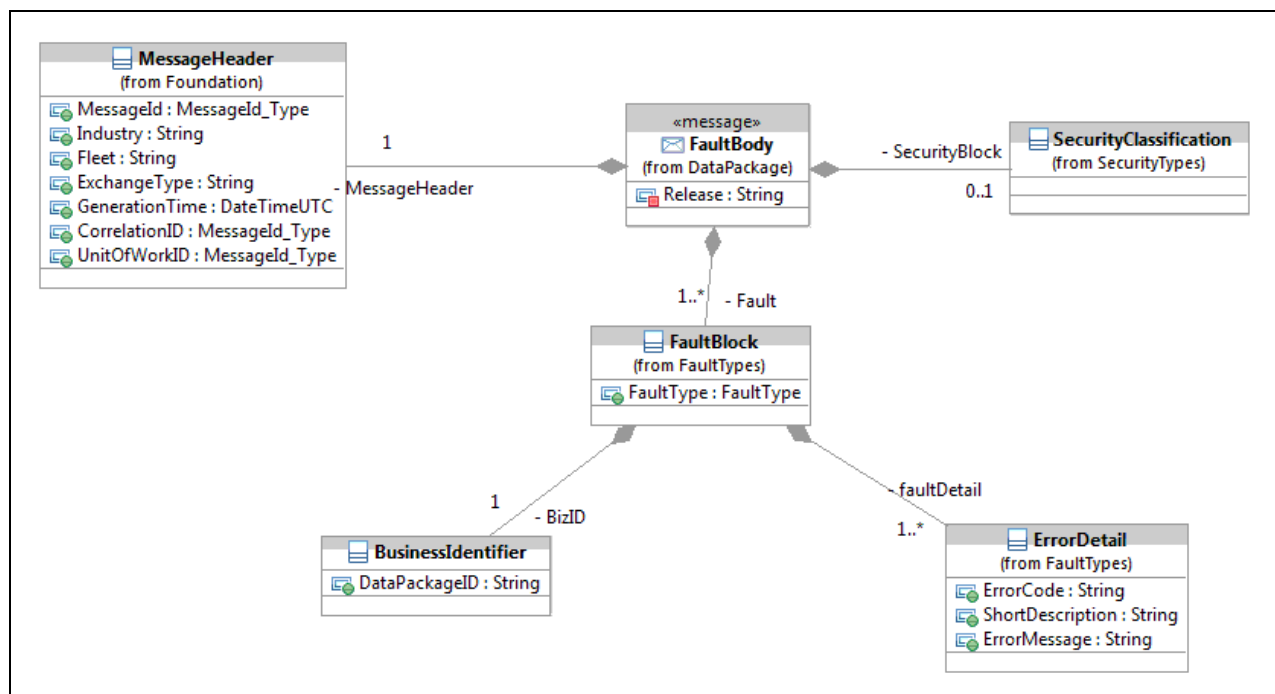 MessageHeader
(from Foundation)
MessageId : MessageId_Type
Industry : String
Fleet : String
ExchangeType : String
GenerationTime : DateTimeUTC
CorrelationID : MessageId_Type
UnitOfWorkID : MessageId_Type
1
- MessageHeader
«message»
FaultBody
(from DataPackage)
Release : String
- SecurityBlock
0..1
SecurityClassification
(from SecurityTypes)
1..*
- Fault
FaultBlock
(from FaultTypes)
FaultType : FaultType
1
- BizID
BusinessIdentifier
DataPackageID : String
- faultDetail
1..*
ErrorDetail
(from FaultTypes)
ErrorCode : String
ShortDescription : String
ErrorMessage : String